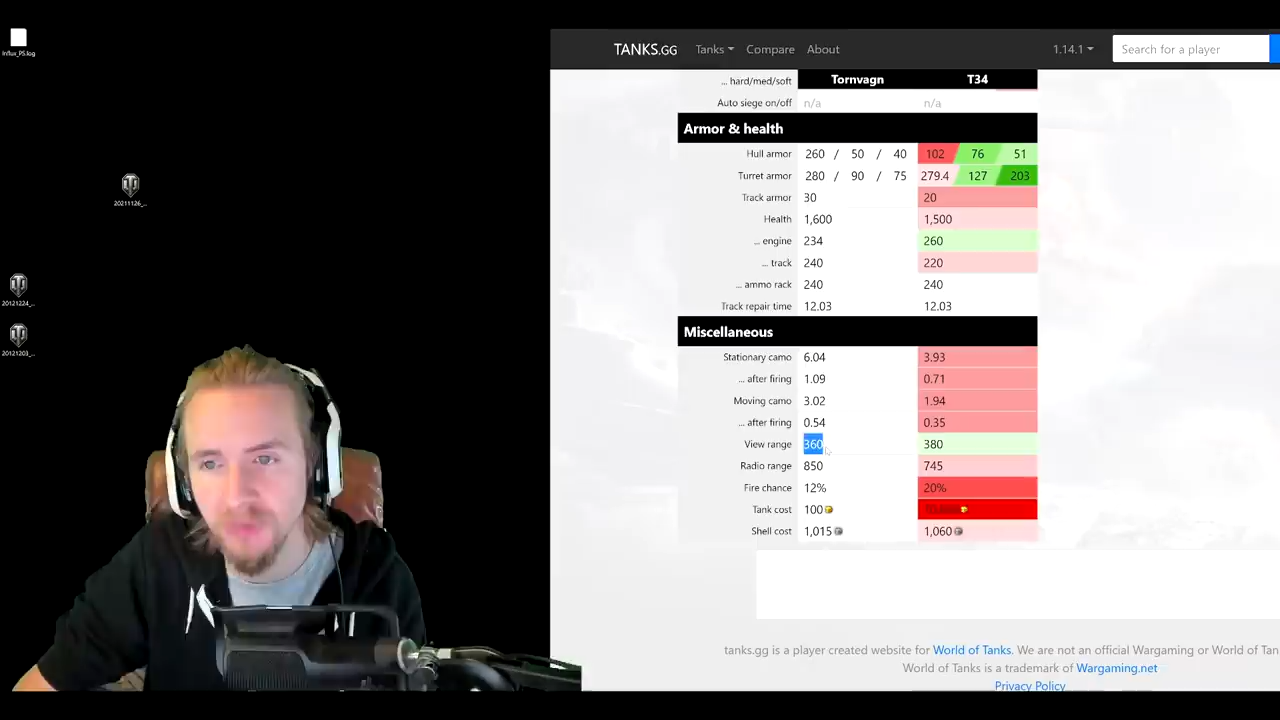 Influx_PS.log
20211126_...
20121224_...
20121203_...
TANKS.GG Tanks Compare About 1.14.1 Search for a player
... hard/med/soft Tornvagn T34
Auto siege on/off n/a n/a
Armor & health
Hull armor 260 / 50 / 40 102 76 51
Turret armor 280 / 90 / 75 279.4 127 203
Track armor 30 20
Health 1,600 1,500
... engine 234 260
... track 240 220
... ammo rack 240 240
Track repair time 12.03 12.03
Miscellaneous
Stationary camo 6.04 3.93
... after firing 1.09 0.71
Moving camo 3.02 1.94
... after firing 0.54 0.35
View range 360 380
Radio range 850 745
Fire chance 12% 20%
Tank cost 100
Shell cost 1,015 1,060
tanks.gg is a player created website for World of Tanks. We are not an official Wargaming or World of Tan
World of Tanks is a trademark of Wargaming.net
Privacy Policy